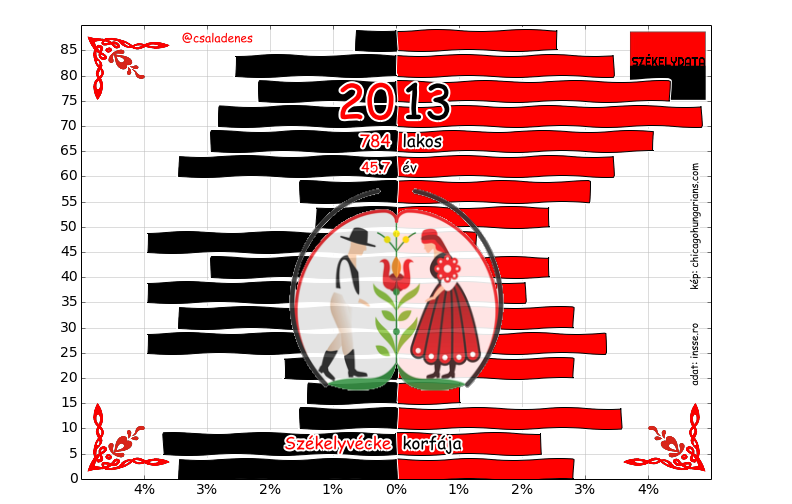 @csaladenes
SZÉKELYDATA
2013
784 lakos
45.7 év
kép: chicagohungarians.com
adat: insse.ro
Székelyvécke korfája
85
80
75
70
65
60
55
50
45
40
35
30
25
20
15
10
5
0
4% 3% 2% 1% 0% 1% 2% 3% 4%